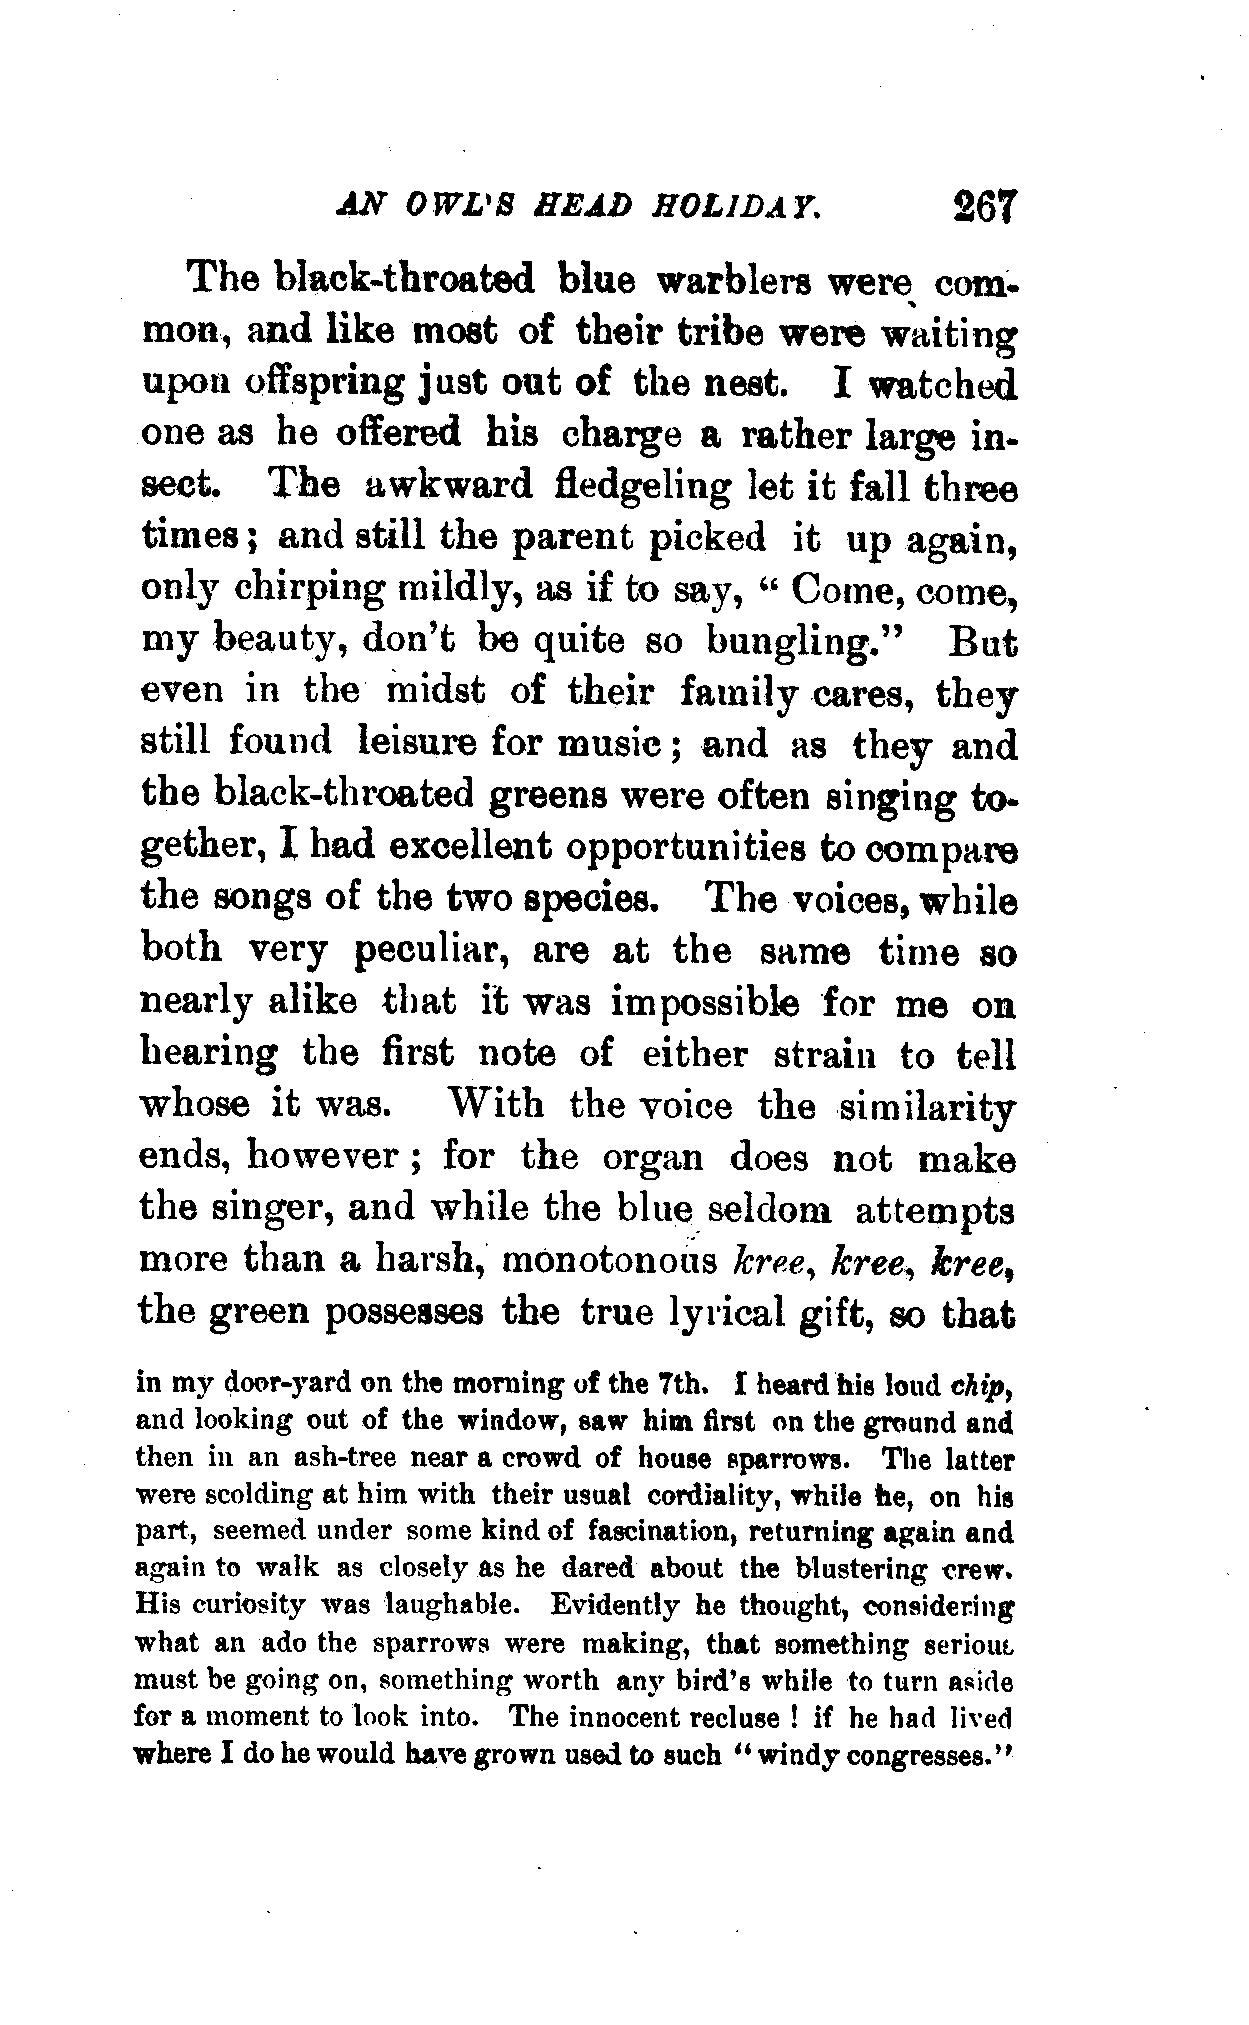 AN OWL'S HEAD HOLIDAY. 267
The black-throated blue warblers were com-
mon, and like most of their tribe were waiting
upon offspring just out of the nest. I watched
one as he offered his charge a rather large in-
sect. The awkward fledgeling let it fall three
times; and still the parent picked it up again,
only chirping mildly, as if to say, "Come, come,
my beauty, don't be quite so bungling." But
even in the midst of their family cares, they
still found leisure for music; and as they and
the black-throated greens were often singing to-
gether, I had excellent opportunities to compare
the songs of the two species. The voices, while
both very peculiar, are at the same time so
nearly alike that it was impossible for me on
hearing the first note of either strain to tell
whose it was. With the voice the similarity
ends, however; for the organ does not make
the singer, and while the blue seldom attempts
more than a harsh, monotonous kree, kree, kree,
the green possesses the true lyrical gift, so that
in my door-yard on the morning of the 7th. I heard his loud chip,
and looking out of the window, saw him first on the ground and
then in an ash-tree near a crowd of house sparrows. The latter
were scolding at him with their usual cordiality, while he, on his
part, seemed under some kind of fascination, returning again and
again to walk as closely as he dared about the blustering crew.
His curiosity was laughable. Evidently he thought, considering
what an ado the sparrows were making, that something serious
must be going on, something worth any bird's while to turn aside
for a moment to look into. The innocent recluse! if he had lived
where I do he would have grown used to such "windy congresses."